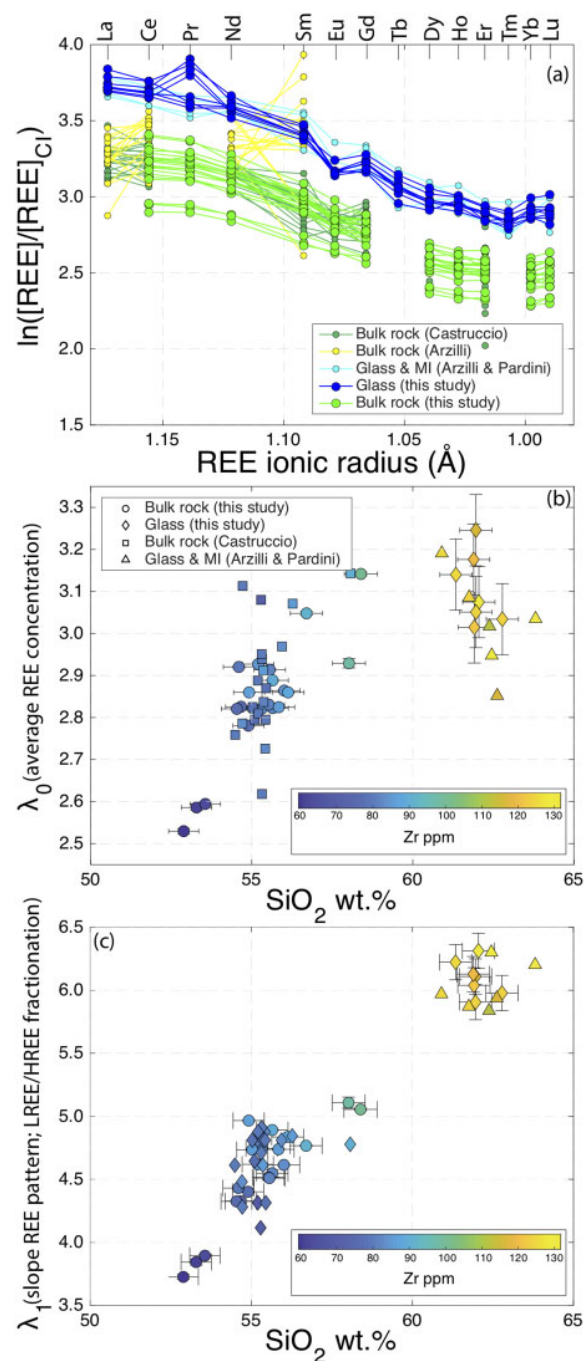 La Ce Pr Nd Sm Eu Gd Tb Dy Ho Er Tm Yb Lu
4.0
(a)
3.5
3.0
2.5
2.0
1.5
ln([REE]/[REE]CI)
Bulk rock (Castruccio)
Bulk rock (Arzilli)
Glass & MI (Arzilli & Pardini)
Glass (this study)
Bulk rock (this study)
1.15 1.10 1.05 1.00
REE ionic radius (Å)
3.3
3.2
3.1
3.0
2.9
2.8
2.7
2.6
2.5
λ0(average REE concentration)
Bulk rock (this study)
Glass (this study)
Bulk rock (Castruccio)
Glass & MI (Arzilli & Pardini)
(b)
60 70 80 90 100 110 120 130
Zr ppm
50 55 60 65
SiO2 wt.%
6.5
6.0
5.5
5.0
4.5
4.0
3.5
λ1(slope REE pattern; LREE/HREE fractionation)
(c)
60 70 80 90 100 110 120 130
Zr ppm
50 55 60 65
SiO2 wt.%